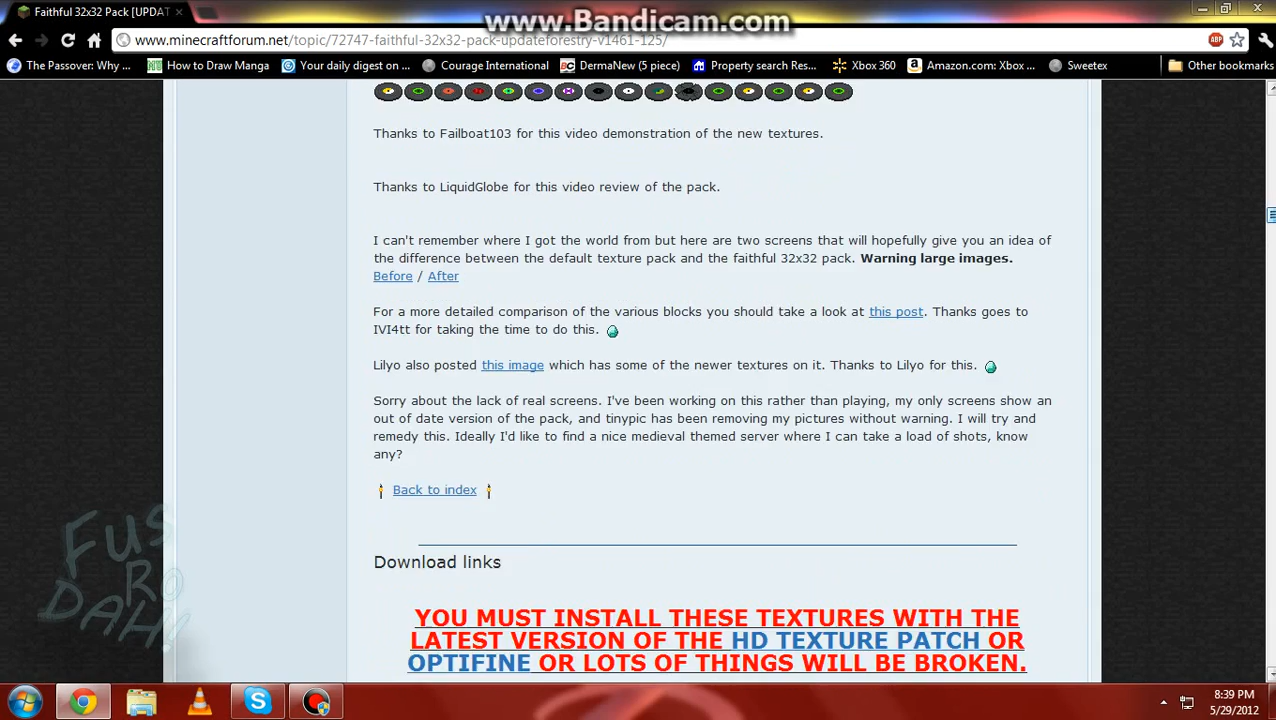 Faithful 32x32 Pack [UPDAT
www.Bandicam.com
www.minecraftforum.net/topic/72747-faithful-32x32-pack-updateforestry-v1461-125/
ABP
The Passover: Why ... How to Draw Manga Your daily digest on ... Courage International DermaNew (5 piece) Property search Res... Xbox 360 Amazon.com: Xbox ... Sweetex Other bookmarks
Thanks to Failboat103 for this video demonstration of the new textures.
Thanks to LiquidGlobe for this video review of the pack.
I can't remember where I got the world from but here are two screens that will hopefully give you an idea of
the difference between the default texture pack and the faithful 32x32 pack. Warning large images.
Before / After
For a more detailed comparison of the various blocks you should take a look at this post. Thanks goes to
IVI4tt for taking the time to do this.
Lilyo also posted this image which has some of the newer textures on it. Thanks to Lilyo for this.
Sorry about the lack of real screens. I've been working on this rather than playing, my only screens show an
out of date version of the pack, and tinypic has been removing my pictures without warning. I will try and
remedy this. Ideally I'd like to find a nice medieval themed server where I can take a load of shots, know
any?
Back to index
Download links
YOU MUST INSTALL THESE TEXTURES WITH THE
LATEST VERSION OF THE HD TEXTURE PATCH OR
OPTIFINE OR LOTS OF THINGS WILL BE BROKEN.
FUS
RO
DAH!!
8:39 PM
5/29/2012